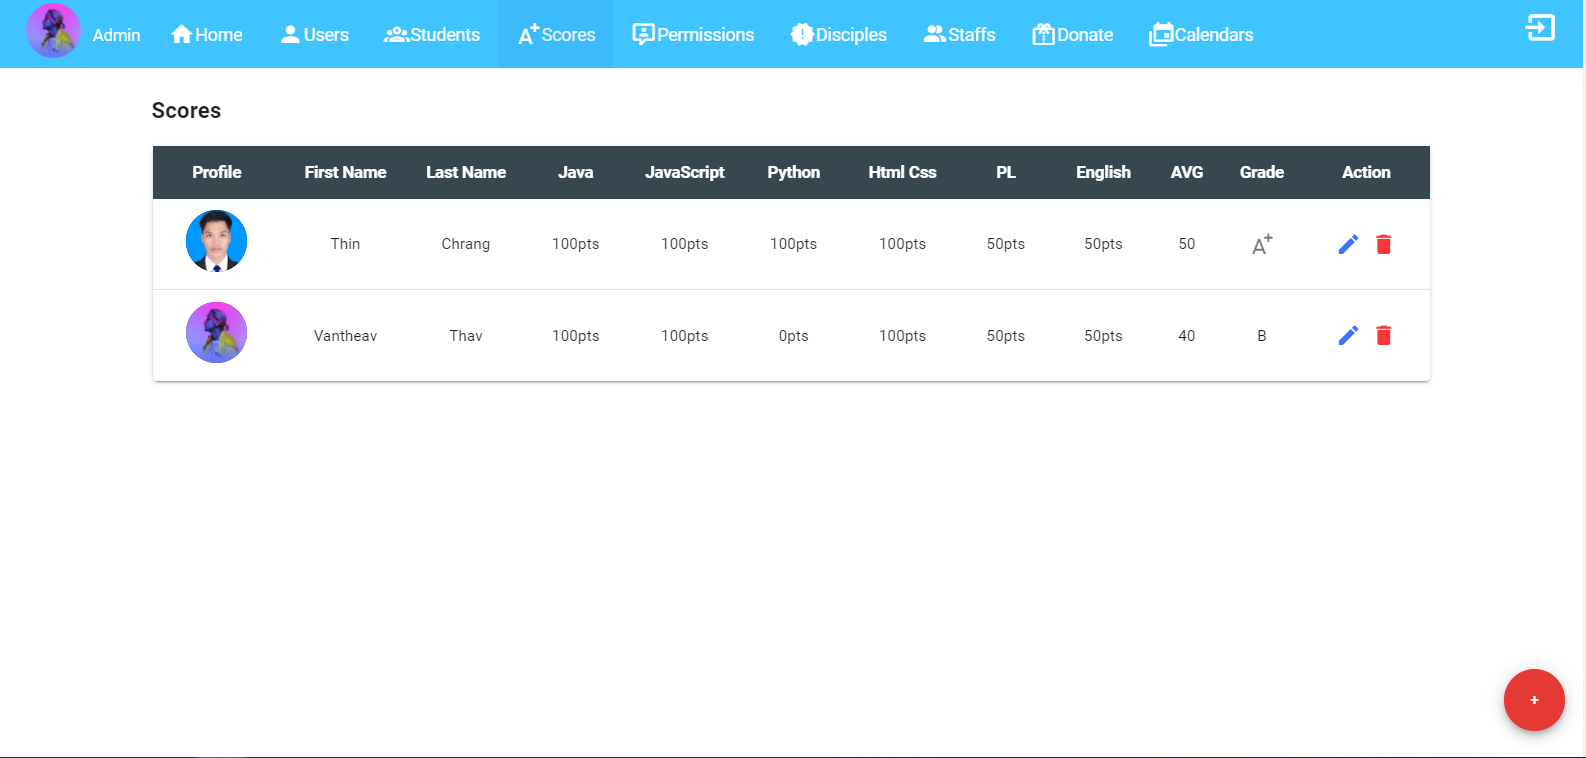 Admin Home Users Students A+ Scores Permissions Disciples Staffs Donate Calendars
Scores
Profile First Name Last Name Java JavaScript Python Html Css PL English AVG Grade Action
Thin Chrang 100pts 100pts 100pts 100pts 50pts 50pts 50 A+
Vantheav Thav 100pts 100pts 0pts 100pts 50pts 50pts 40 B
+